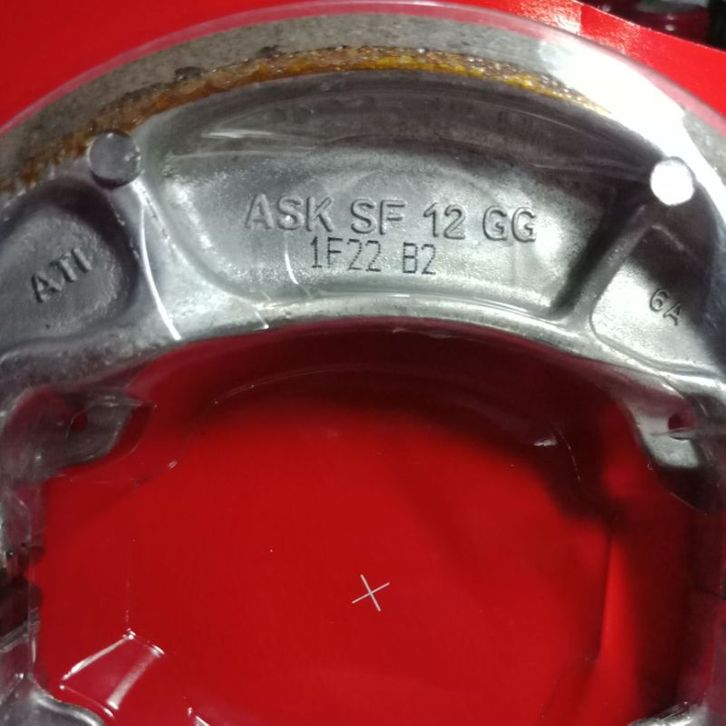 ASK SF 12 GG
1F22 B2
ATI
6A